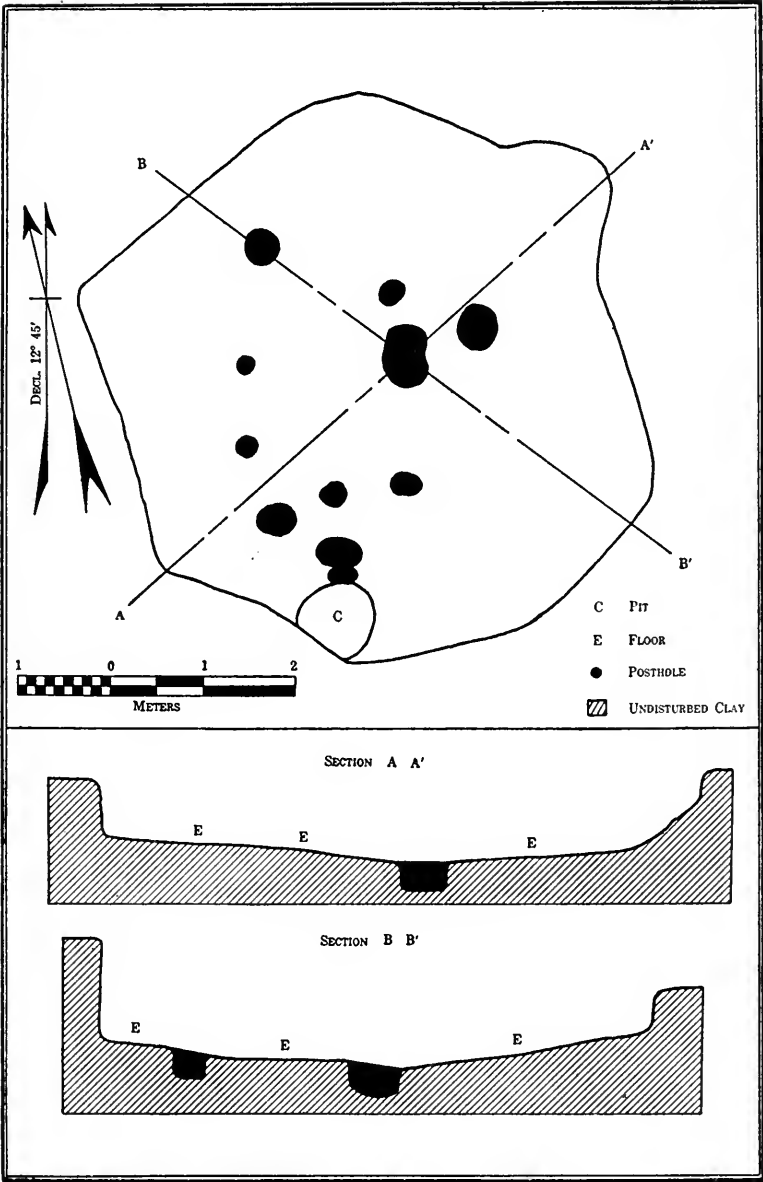 B
A'
DECL. 12° 45'
A
B'
C
C PIT
E FLOOR
POSTHOLE
UNDISTURBED CLAY
1 0 1 2
METERS
SECTION A A'
E E E
SECTION B B'
E E E